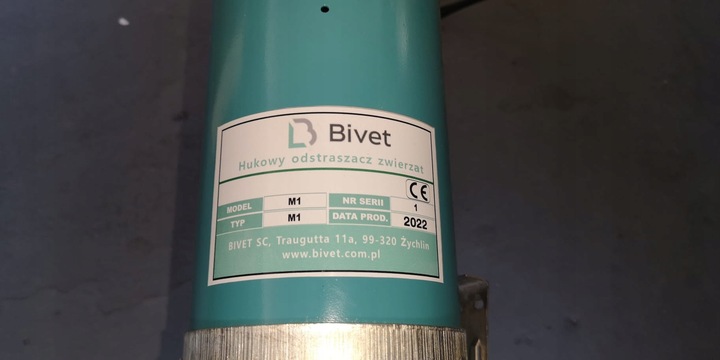 Bivet
Hukowy odstraszacz zwierzat
CE
MODEL M1 NR SERII 1
TYP M1 DATA PROD. 2022
BIVET SC, Traugutta 11a, 99-320 Żychlin
www.bivet.com.pl